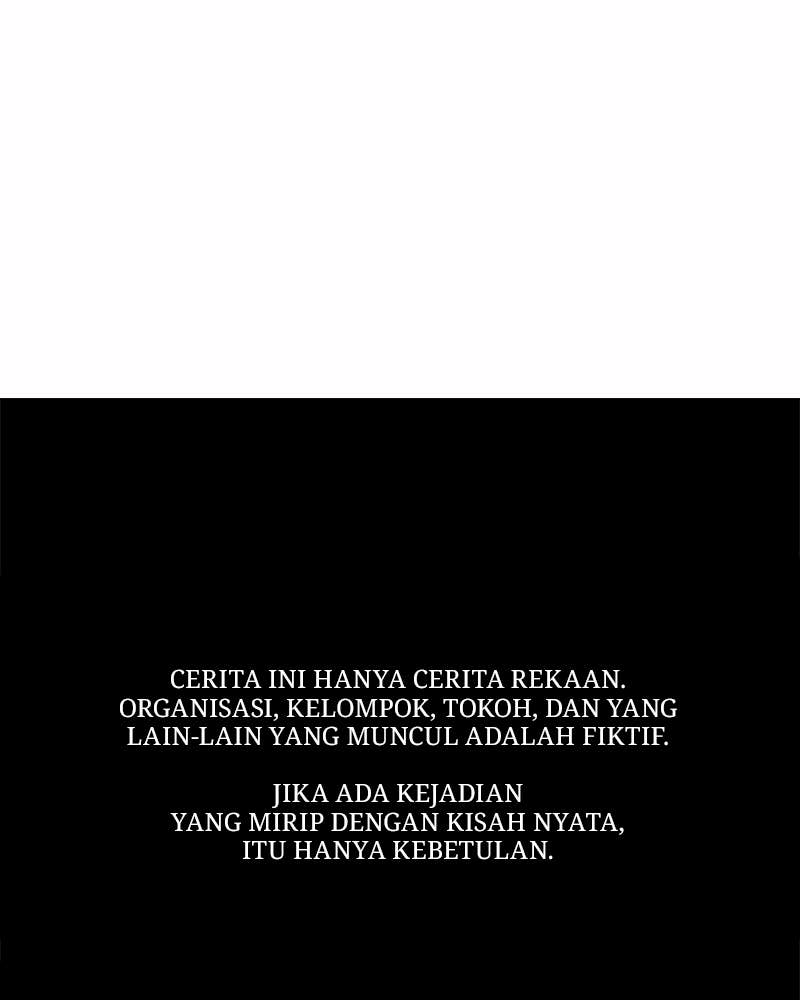 CERITA INI HANYA CERITA REKAAN.
ORGANISASI, KELOMPOK, TOKOH, DAN YANG
LAIN-LAIN YANG MUNCUL ADALAH FIKTIF.
JIKA ADA KEJADIAN
YANG MIRIP DENGAN KISAH NYATA,
ITU HANYA KEBETULAN.